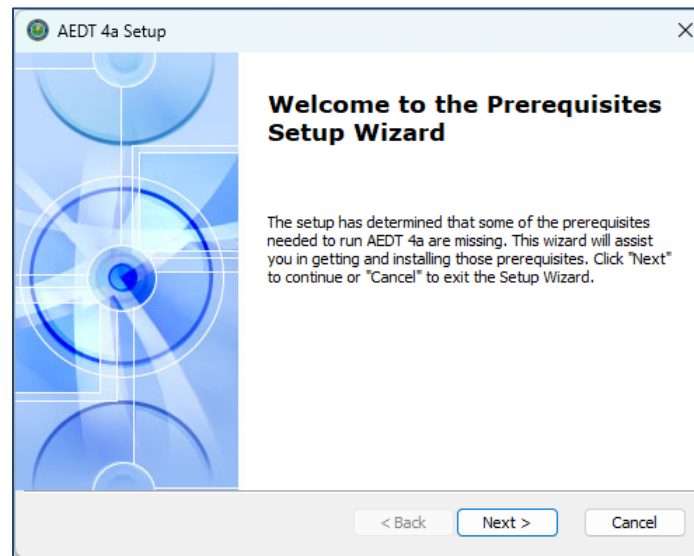 AEDT 4a Setup
Welcome to the Prerequisites
Setup Wizard
The setup has determined that some of the prerequisites
needed to run AEDT 4a are missing. This wizard will assist
you in getting and installing those prerequisites. Click "Next"
to continue or "Cancel" to exit the Setup Wizard.
< Back Next > Cancel